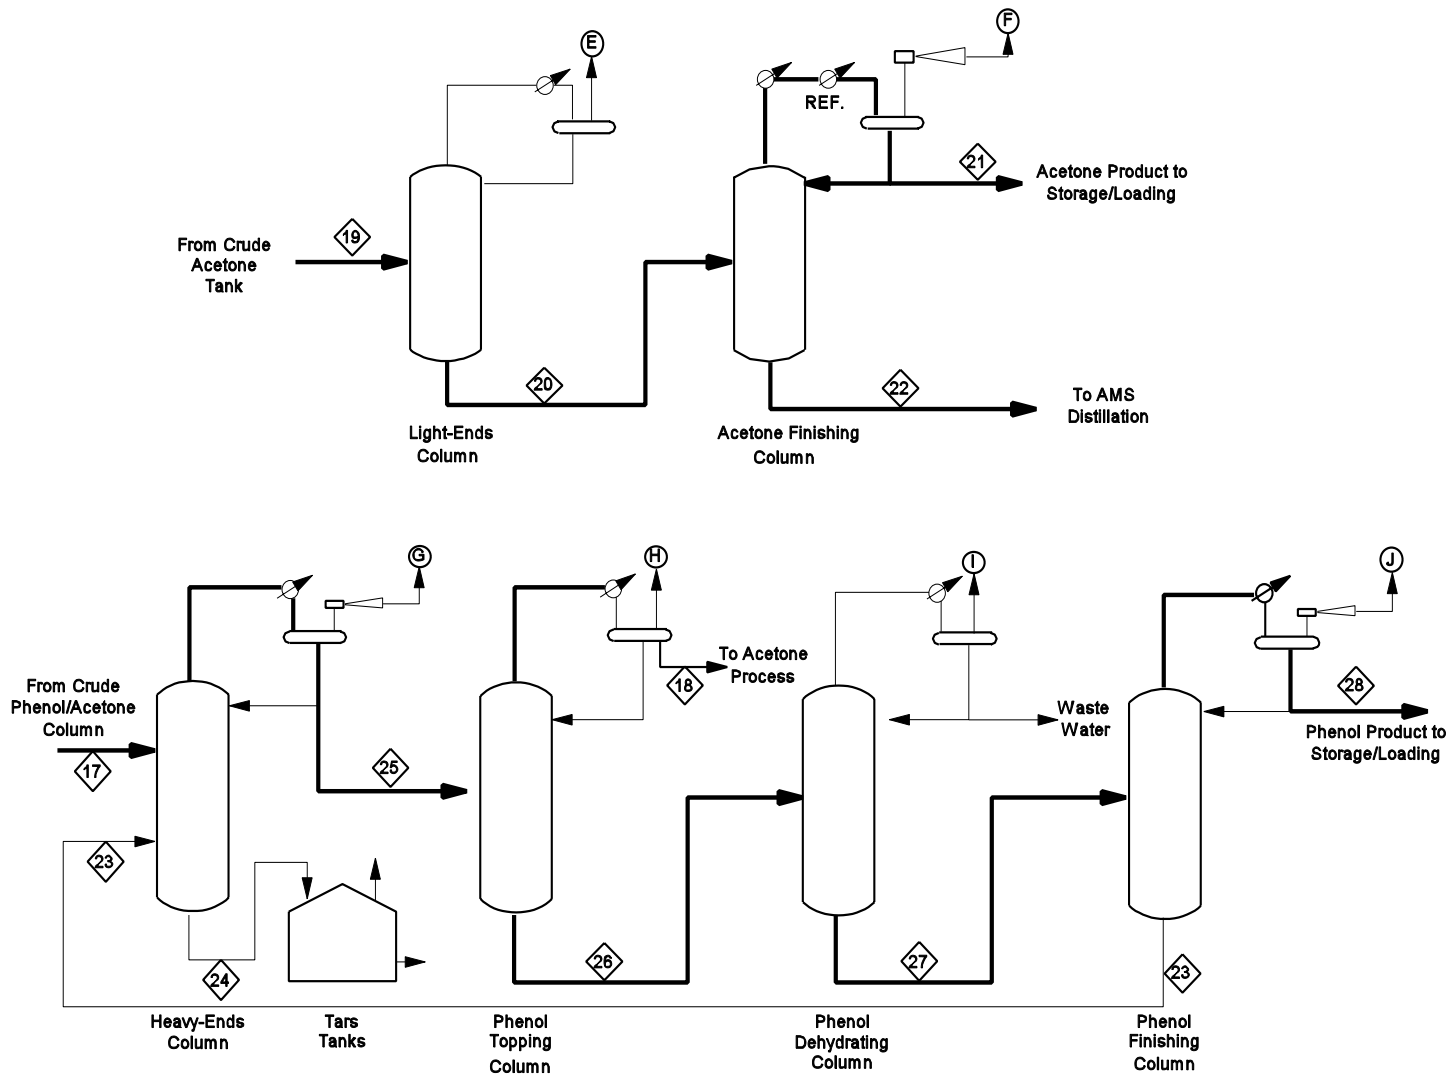 E
F
REF.
21
Acetone Product to
Storage/Loading
19
From Crude
Acetone
Tank
20
22
To AMS
Distillation
Light-Ends
Column
Acetone Finishing
Column
G
H
I
J
To Acetone
Process
18
From Crude
Phenol/Acetone
Column
17
25
28
Waste
Water
Phenol Product to
Storage/Loading
23
24
26
27
23
Heavy-Ends
Column
Tars
Tanks
Phenol
Topping
Column
Phenol
Dehydrating
Column
Phenol
Finishing
Column